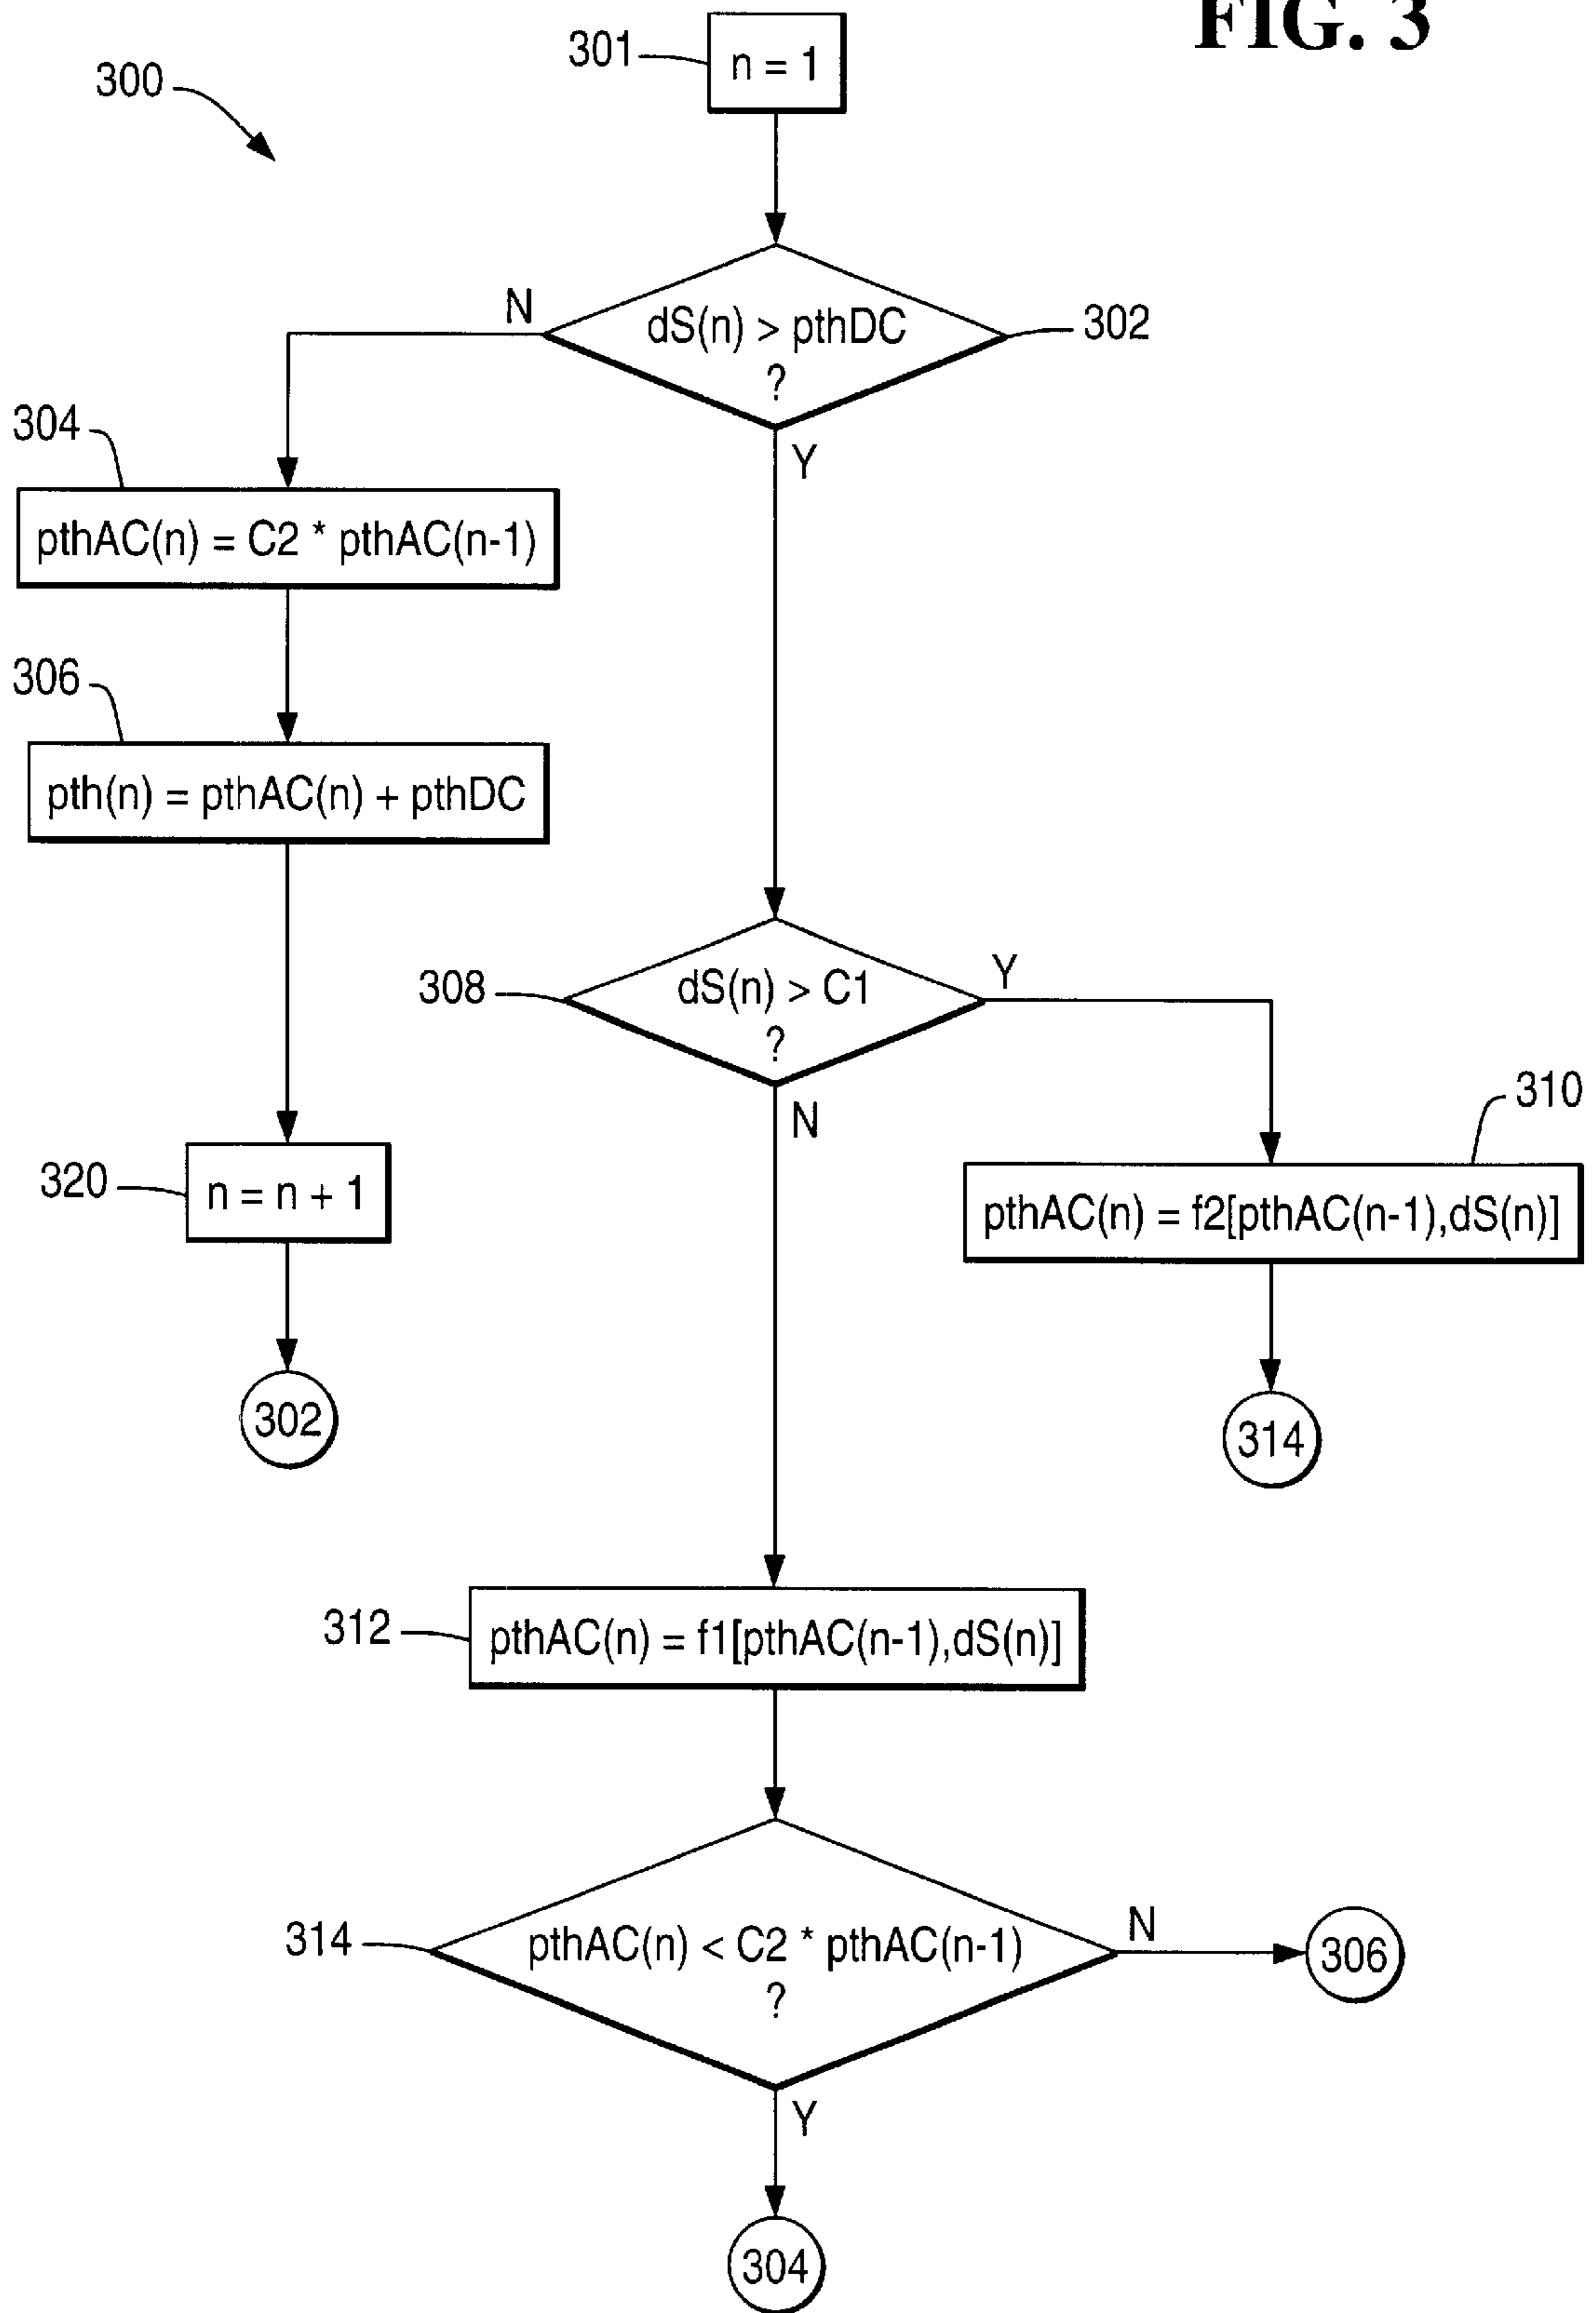 FIG. 3
301
n = 1
300
N
dS(n) > pthDC
?
302
Y
304
pthAC(n) = C2 * pthAC(n-1)
306
pth(n) = pthAC(n) + pthDC
308
dS(n) > C1
?
Y
N
310
pthAC(n) = f2[pthAC(n-1),dS(n)]
320
n = n + 1
302
314
312
pthAC(n) = f1[pthAC(n-1),dS(n)]
314
pthAC(n) < C2 * pthAC(n-1)
?
N
306
Y
304